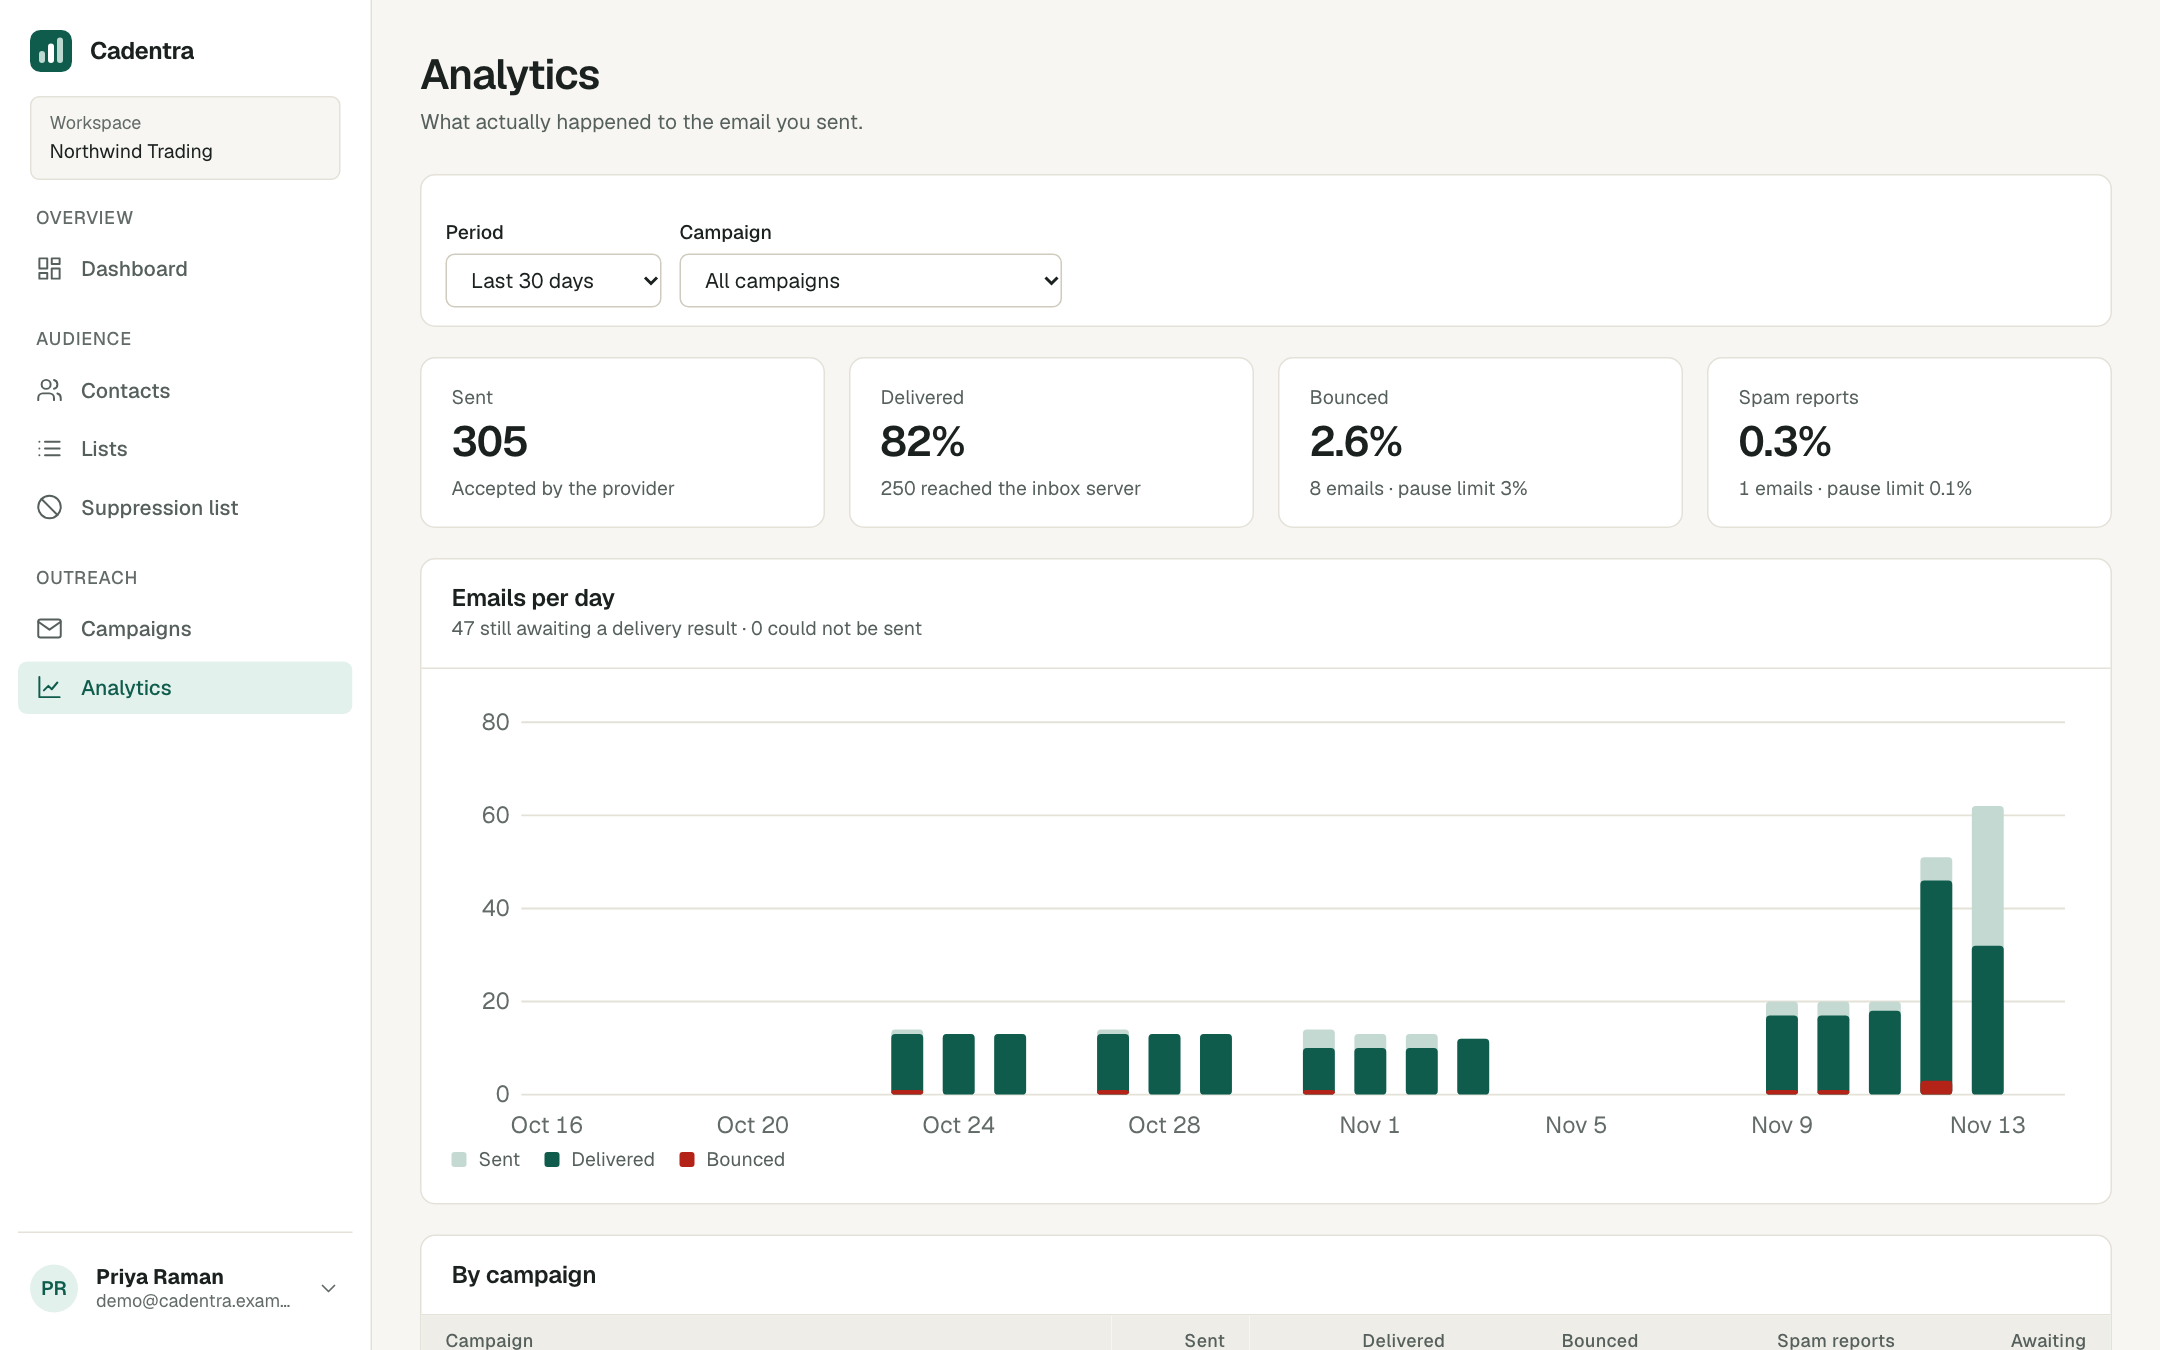 Cadentra
Workspace
Northwind Trading
OVERVIEW
Dashboard
AUDIENCE
Contacts
Lists
Suppression list
OUTREACH
Campaigns
Analytics
PR
Priya Raman
demo@cadentra.exam...
Analytics
What actually happened to the email you sent.
Period
Campaign
Last 30 days
All campaigns
Sent
305
Accepted by the provider
Delivered
82%
250 reached the inbox server
Bounced
2.6%
8 emails · pause limit 3%
Spam reports
0.3%
1 emails · pause limit 0.1%
Emails per day
47 still awaiting a delivery result · 0 could not be sent
80
60
40
20
0
Oct 16 Oct 20 Oct 24 Oct 28 Nov 1 Nov 5 Nov 9 Nov 13
Sent Delivered Bounced
By campaign
Campaign Sent Delivered Bounced Spam reports Awaiting